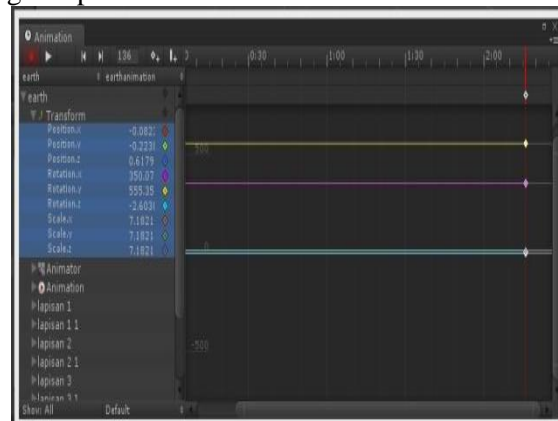 Animation
136 0:30 1:00 1:30 2:00
earth earthanimation
earth
Transform
Position.x -0.082
Position.y -0.223
Position.z 0.6179
Rotation.x 350.07
Rotation.y 555.35
Rotation.z -2.603
Scale.x 7.1821
Scale.y 7.1821
Scale.z 7.1821
500
0
-500
Animator
Animation
lapisan 1
lapisan 1 1
lapisan 2
lapisan 2 1
lapisan 3
lapisan 3 1
Show: All Default